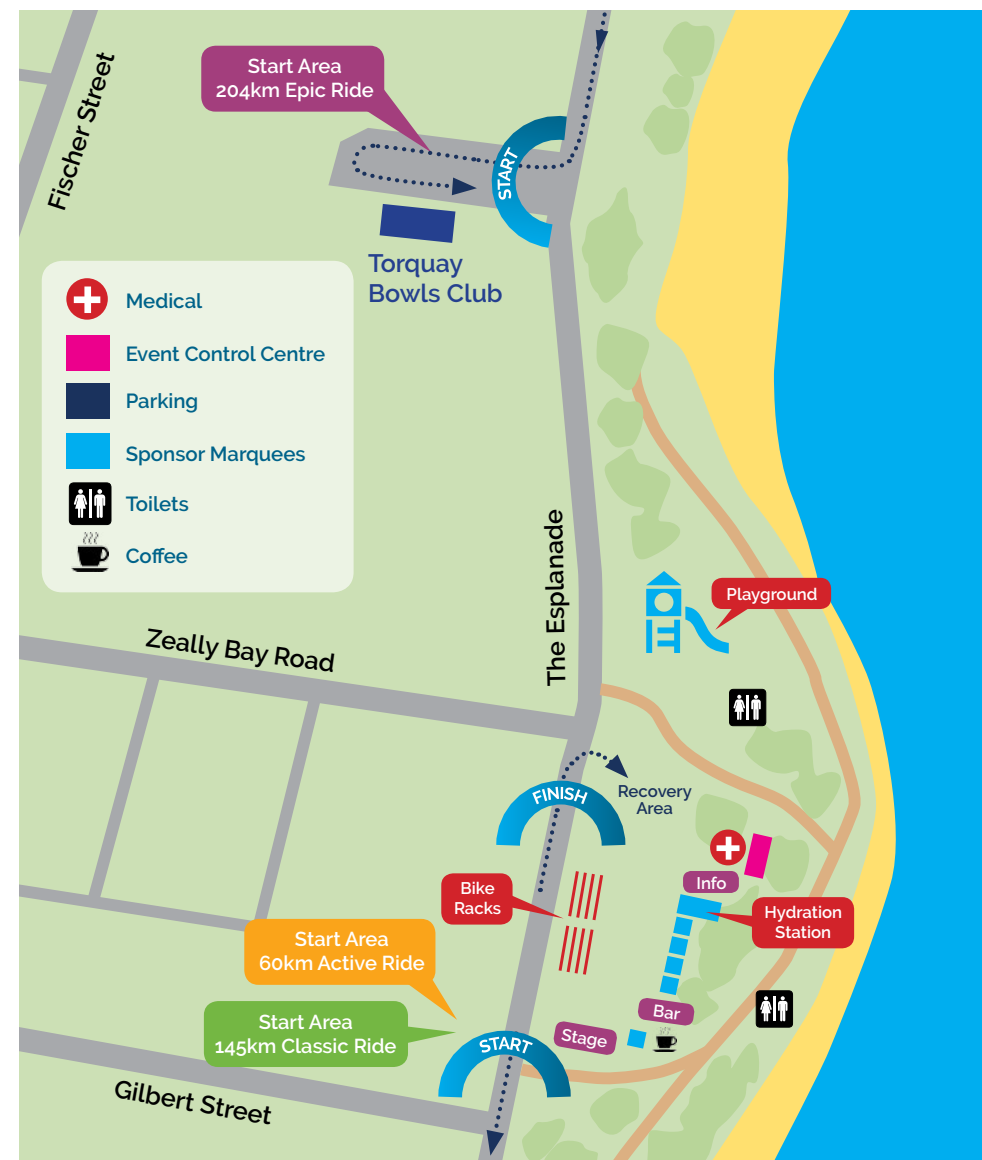 Fischer Street
Start Area
204km Epic Ride
START
Torquay
Bowls Club
Medical
Event Control Centre
Parking
Sponsor Marquees
Toilets
Coffee
The Esplanade
Playground
Zeally Bay Road
FINISH
Recovery
Area
Info
Bike
Racks
Hydration
Station
Start Area
60km Active Ride
Start Area
145km Classic Ride
START
Stage
Bar
Gilbert Street